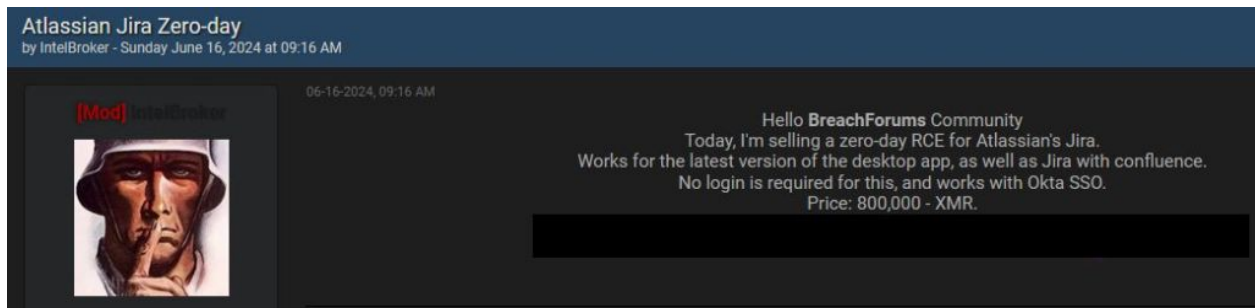 Atlassian Jira Zero-day
by IntelBroker - Sunday June 16, 2024 at 09:16 AM
[Mod] IntelBroker
06-16-2024, 09:16 AM
Hello BreachForums Community
Today, I'm selling a zero-day RCE for Atlassian's Jira.
Works for the latest version of the desktop app, as well as Jira with confluence.
No login is required for this, and works with Okta SSO.
Price: 800,000 - XMR.